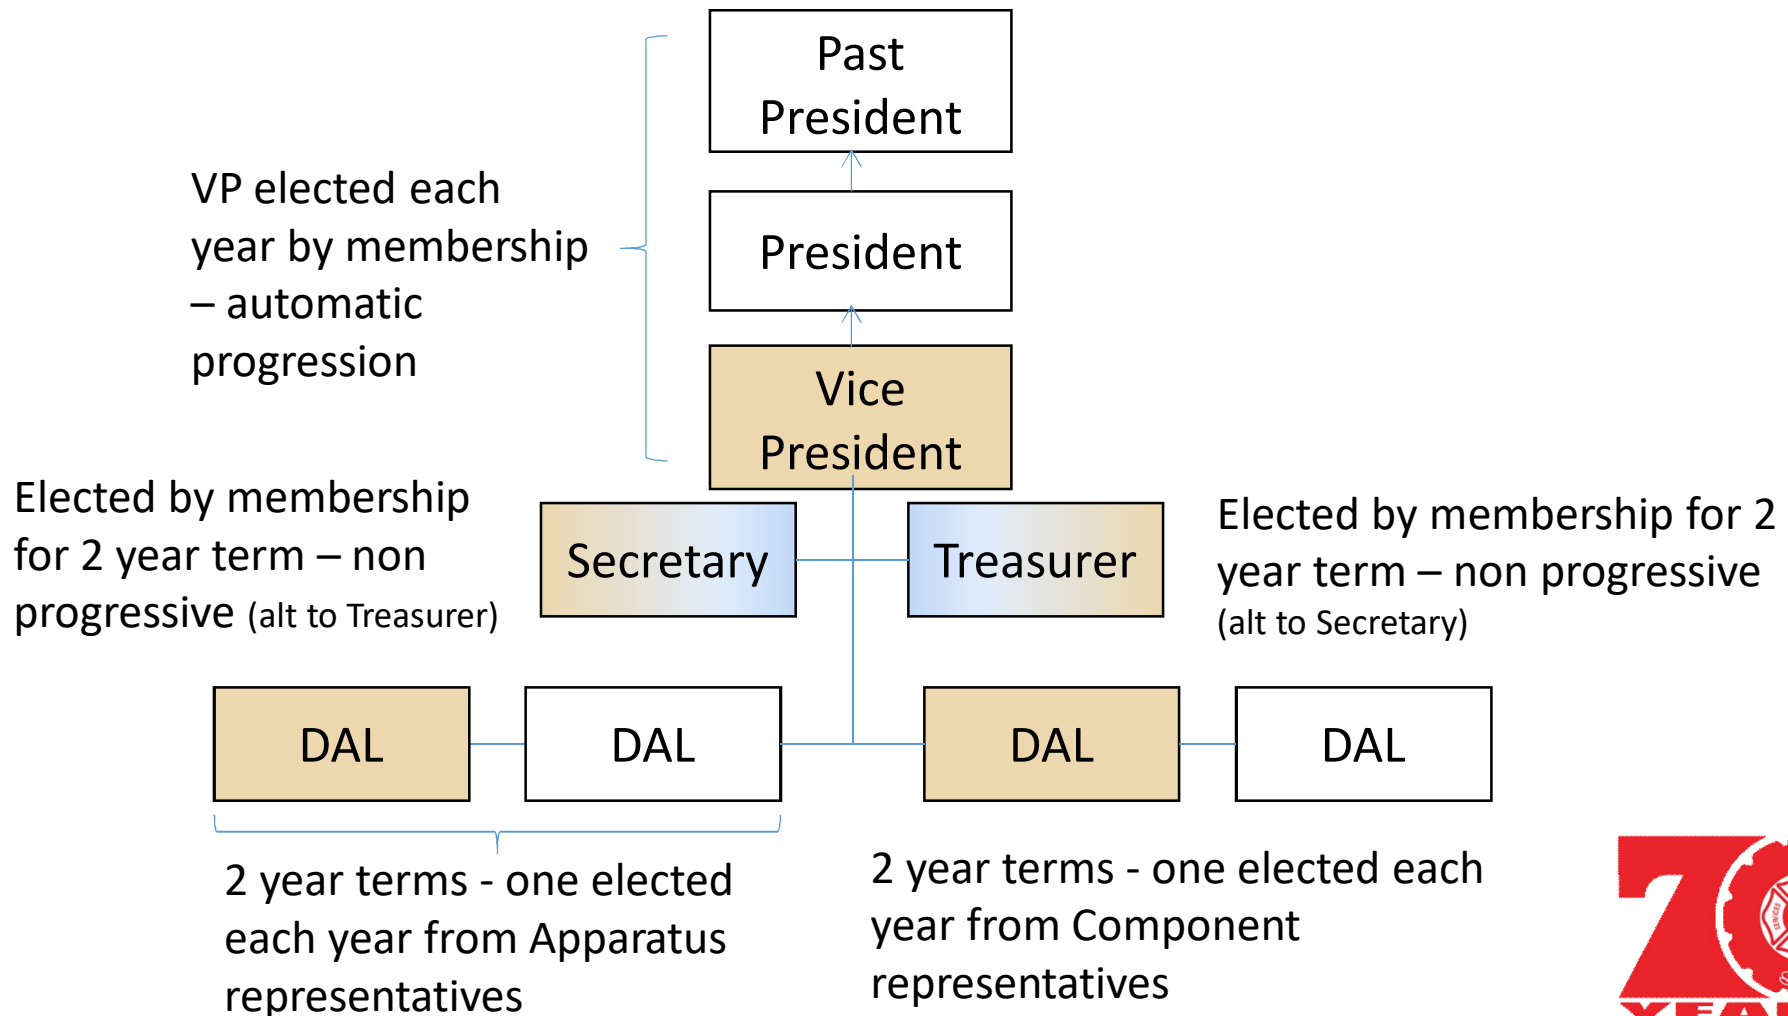 Past
President
VP elected each
year by membership
– automatic
progression
President
Vice
President
Elected by membership
for 2 year term – non
progressive (alt to Treasurer)
Secretary
Treasurer
Elected by membership for 2
year term – non progressive
(alt to Secretary)
DAL
DAL
DAL
DAL
2 year terms - one elected
each year from Apparatus
representatives
2 year terms - one elected each
year from Component
representatives
70